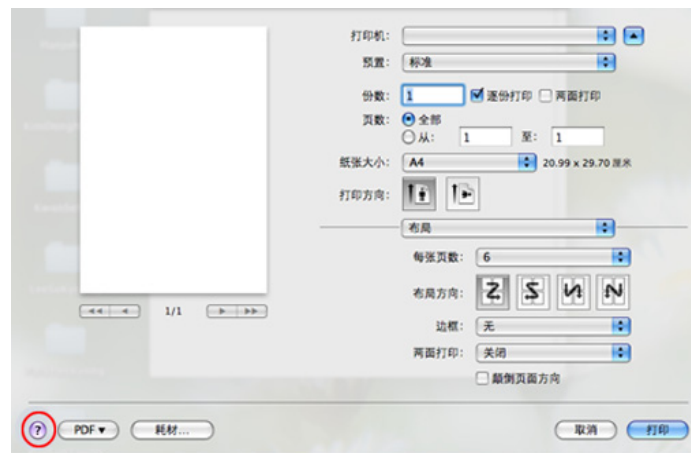 打印机:
预置: 标准
份数: 1 逐份打印 两面打印
页数: 全部
从: 1 至: 1
纸张大小: A4 20.99 x 29.70 厘米
打印方向:
布局
每张页数: 6
布局方向:
边框: 无
两面打印: 关闭
颠倒页面方向
1/1
? PDF▼ 耗材... 取消 打印